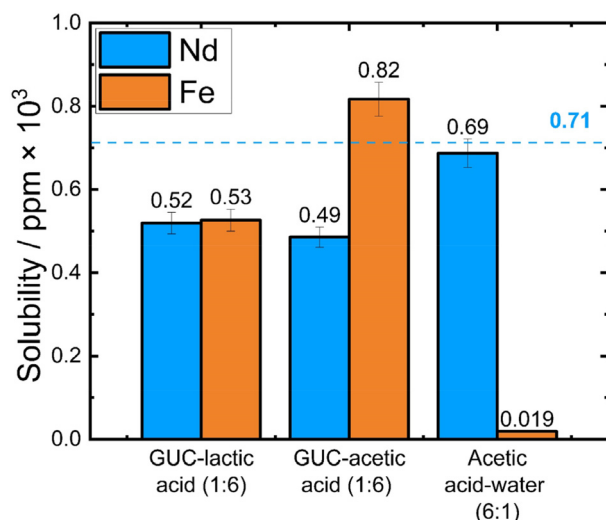 Solubility / ppm × 10³
1.0
0.8
0.6
0.4
0.2
0.0
Nd
Fe
0.71
0.52
0.53
0.49
0.82
0.69
0.019
GUC-lactic
acid (1:6)
GUC-acetic
acid (1:6)
Acetic
acid-water
(6:1)